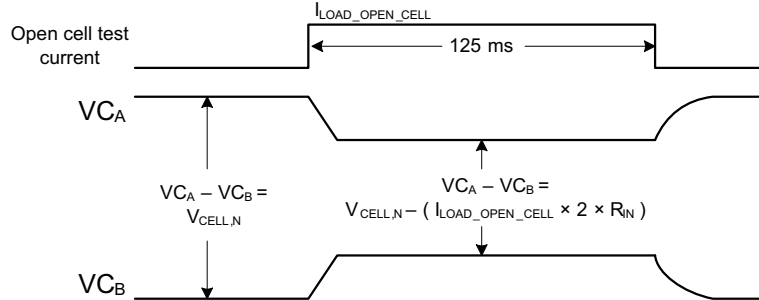 I_LOAD_OPEN_CELL
Open cell test
current
125 ms
VC_A
VC_A – VC_B =
V_CELL,N
VC_A – VC_B =
V_CELL,N – ( I_LOAD_OPEN_CELL × 2 × R_IN )
VC_B